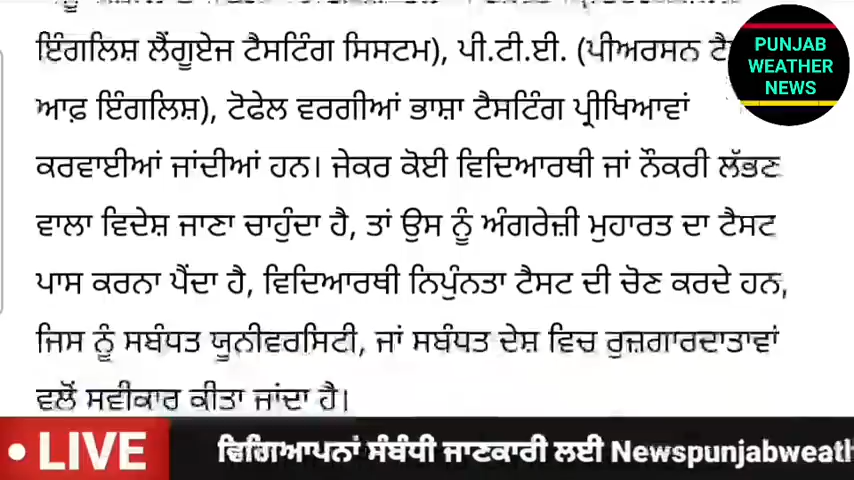 ਇੰਗਲਿਸ਼ ਲੈਂਗੂਏਜ ਟੈਸਟਿੰਗ ਸਿਸਟਮ), ਪੀ.ਟੀ.ਈ. (ਪੀਅਰਸਨ
ਆਫ਼ ਇੰਗਲਿਸ਼), ਟੋਫੇਲ ਵਰਗੀਆਂ ਭਾਸ਼ਾ ਟੈਸਟਿੰਗ ਪ੍ਰੀਖਿਆਵਾਂ
ਕਰਵਾਈਆਂ ਜਾਂਦੀਆਂ ਹਨ। ਜੇਕਰ ਕੋਈ ਵਿਦਿਆਰਥੀ ਜਾਂ ਨੌਕਰੀ ਲੱਭਣ
ਵਾਲਾ ਵਿਦੇਸ਼ ਜਾਣਾ ਚਾਹੁੰਦਾ ਹੈ, ਤਾਂ ਉਸ ਨੂੰ ਅੰਗਰੇਜ਼ੀ ਮੁਹਾਰਤ ਦਾ ਟੈਸਟ
ਪਾਸ ਕਰਨਾ ਪੈਂਦਾ ਹੈ, ਵਿਦਿਆਰਥੀ ਨਿਪੁੰਨਤਾ ਟੈਸਟ ਦੀ ਚੋਣ ਕਰਦੇ ਹਨ,
ਜਿਸ ਨੂੰ ਸਬੰਧਤ ਯੂਨੀਵਰਸਿਟੀ, ਜਾਂ ਸਬੰਧਤ ਦੇਸ਼ ਵਿਚ ਰੁਜ਼ਗਾਰਦਾਤਾਵਾਂ
ਵਲੋਂ ਸਵੀਕਾਰ ਕੀਤਾ ਜਾਂਦਾ ਹੈ।
PUNJAB
WEATHER
NEWS
LIVE
ਵਿਗਿਆਪਨਾਂ ਸੰਬੰਧੀ ਜਾਣਕਾਰੀ ਲਈ Newspunjabweath